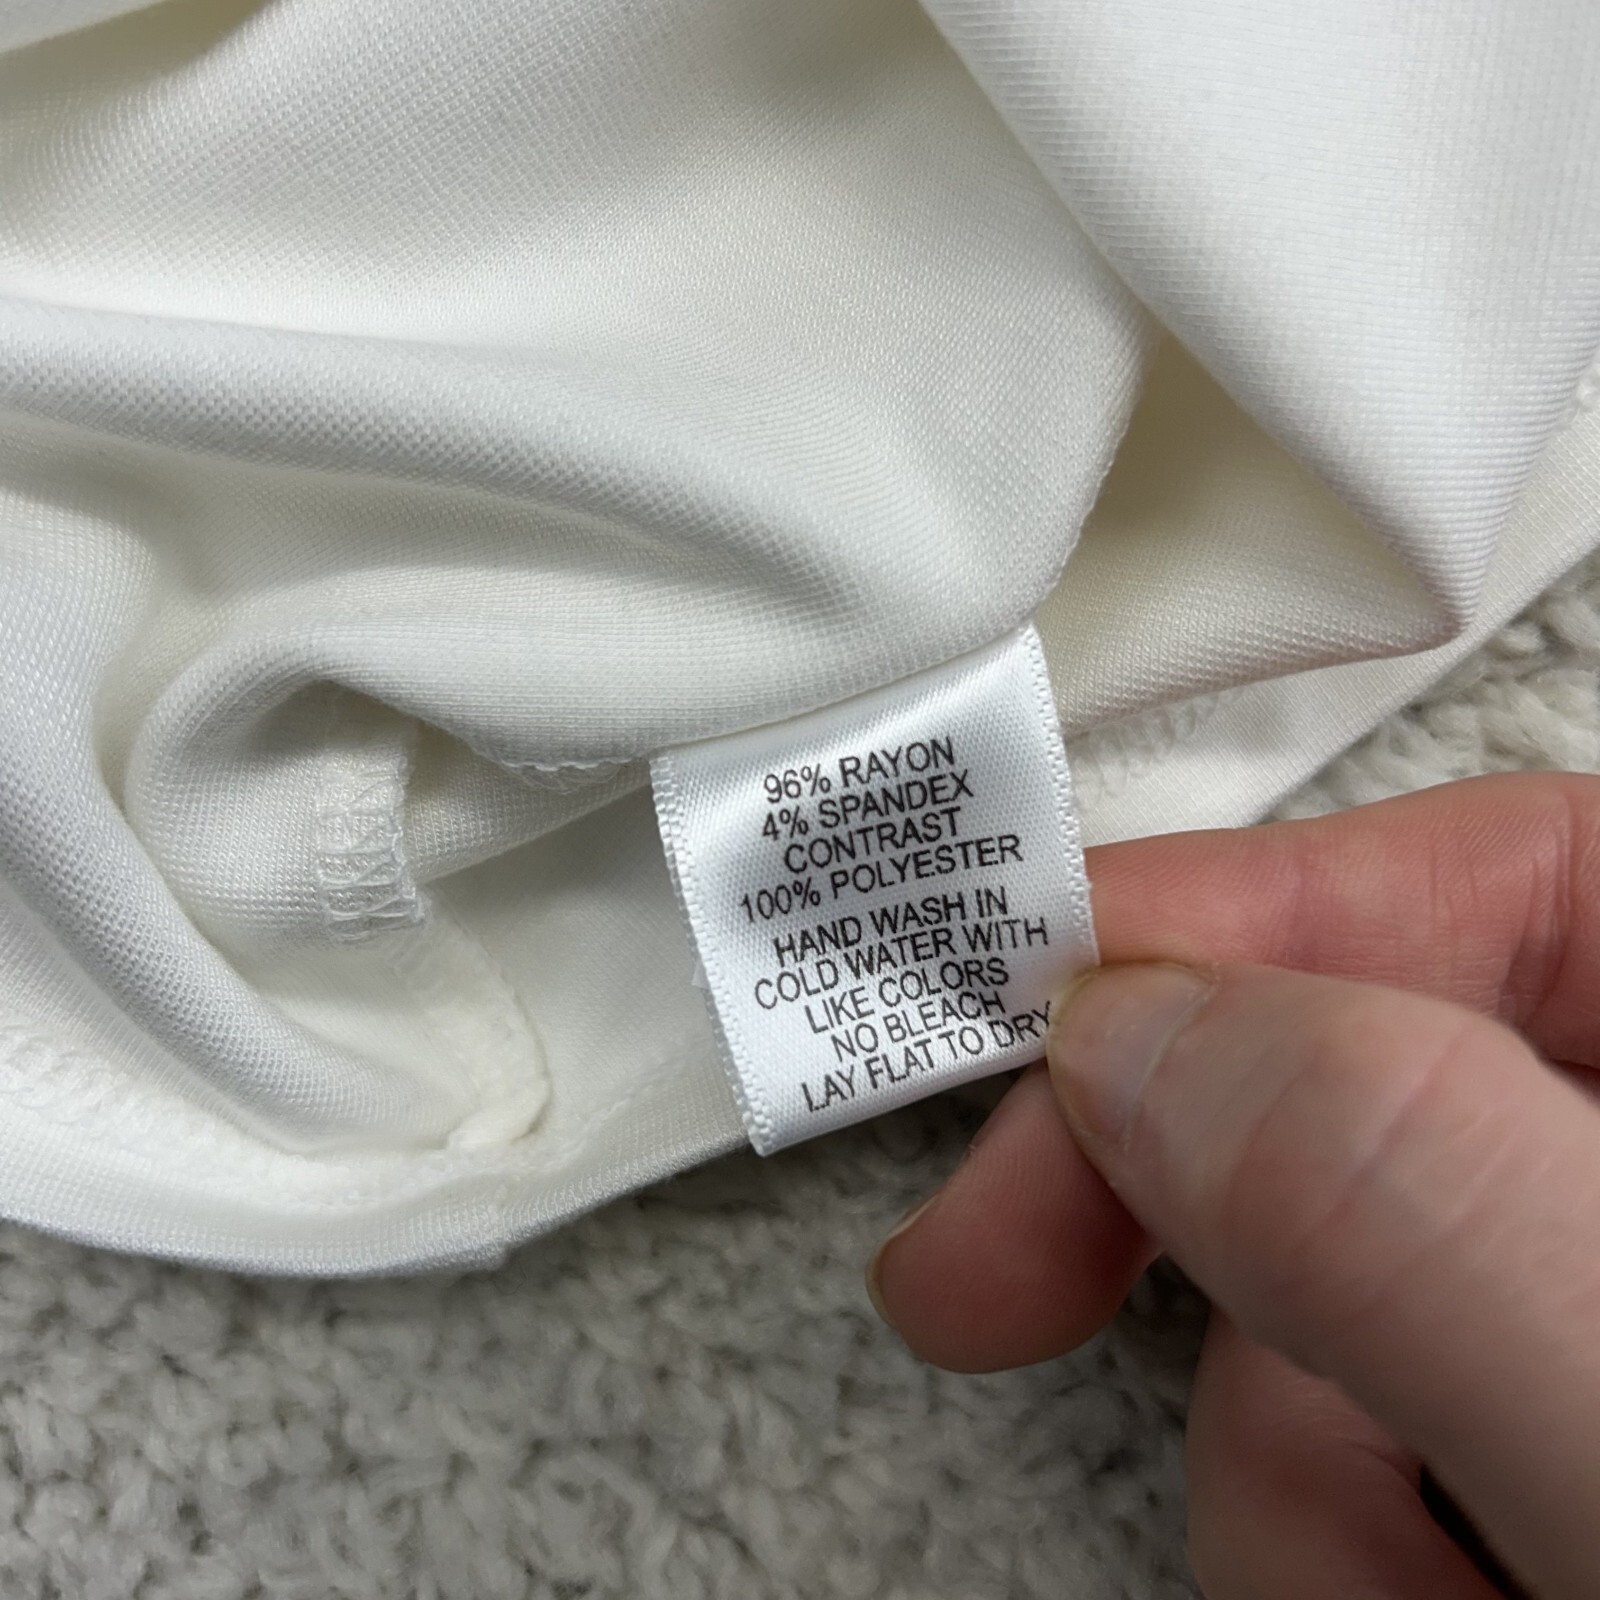 96% RAYON
4% SPANDEX
CONTRAST
100% POLYESTER
HAND WASH IN
COLD WATER WITH
LIKE COLORS
NO BLEACH
LAY FLAT TO DRY